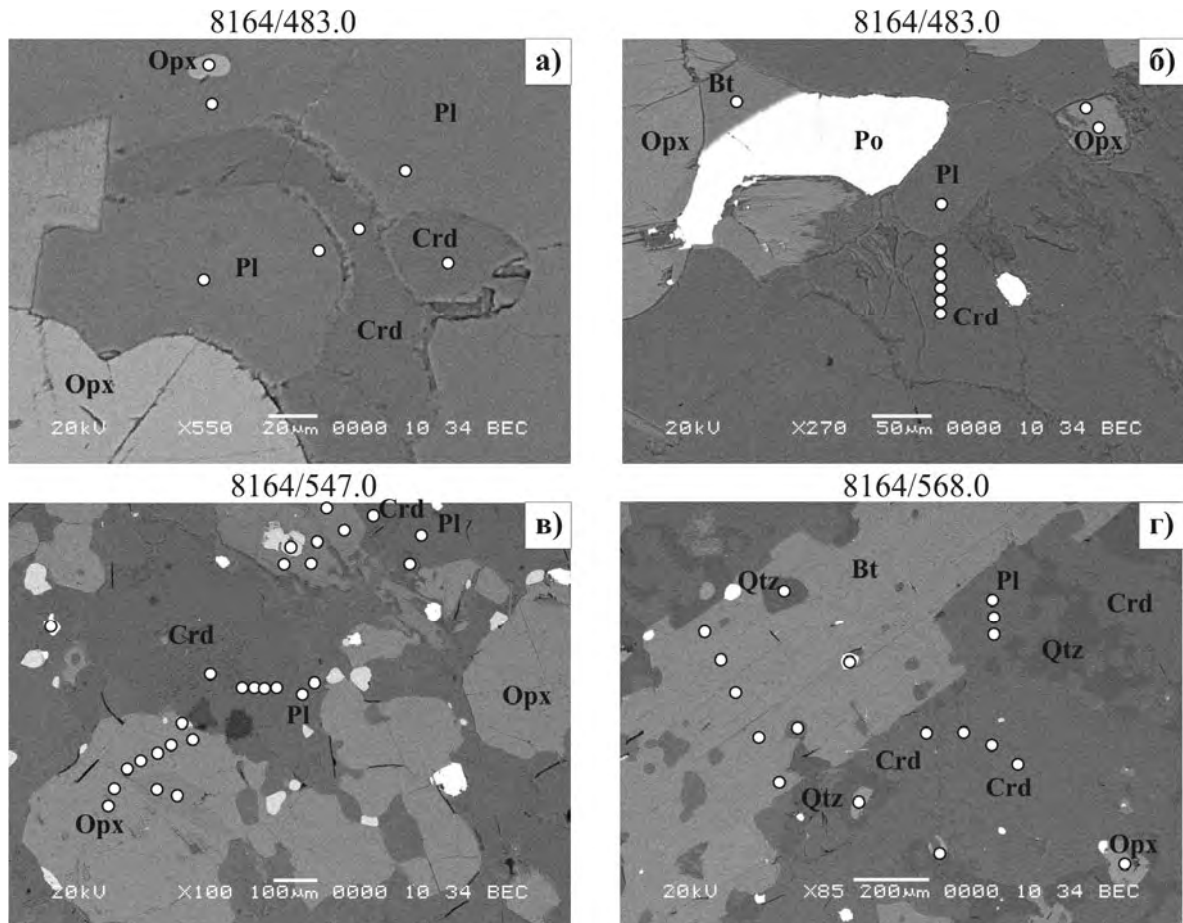 8164/483.0
а)
Opx
Pl
Crd
Pl
Crd
Opx
20kV X550 20µm 0000 10 34 BEC
8164/483.0
б)
Bt
Opx
Po
Opx
Pl
Crd
20kV X270 50µm 0000 10 34 BEC
8164/547.0
в)
Crd
Pl
Crd
Opx
Pl
Opx
20kV X100 100µm 0000 10 34 BEC
8164/568.0
г)
Bt
Qtz
Pl
Crd
Qtz
Crd
Crd
Qtz
Opx
20kV X85 200µm 0000 10 34 BEC